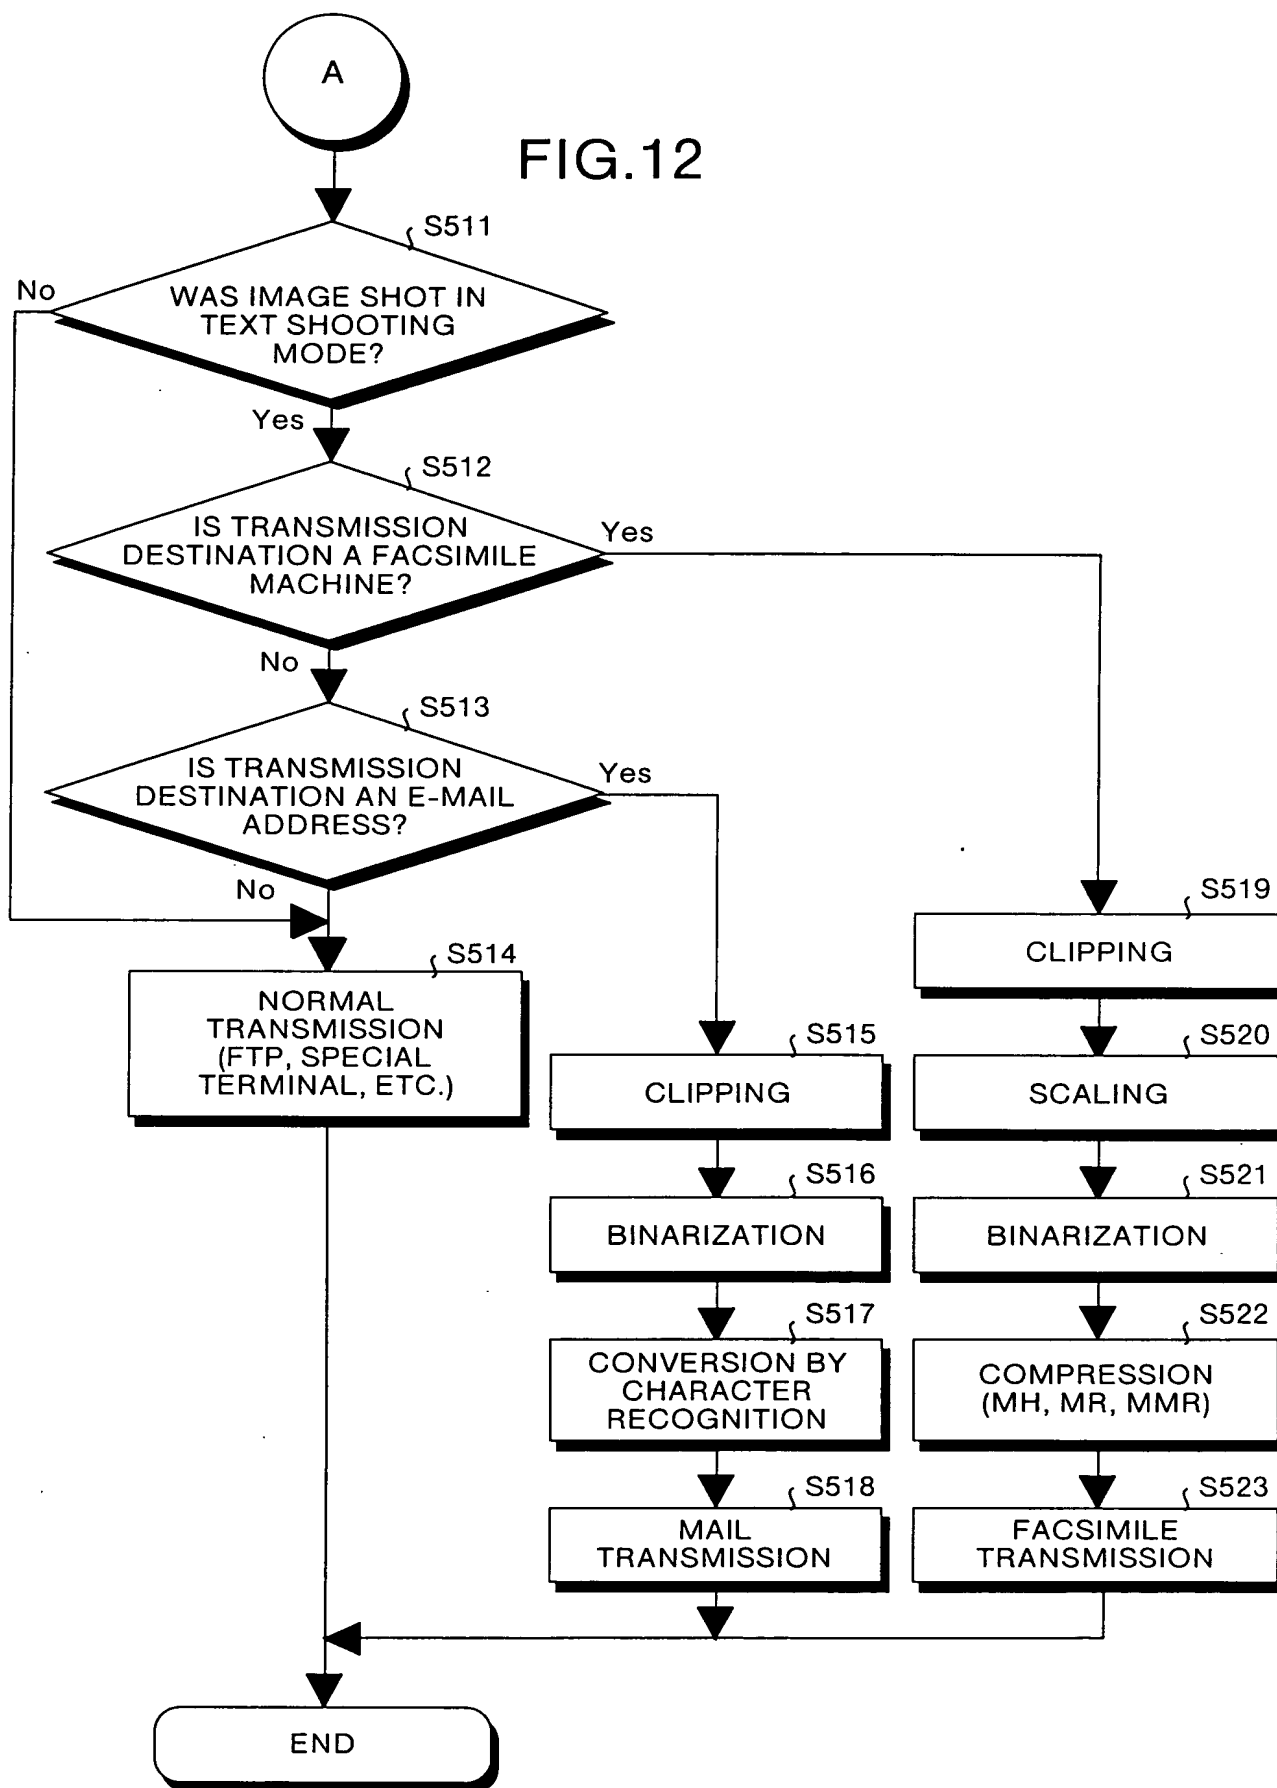 A
FIG.12
S511
No
WAS IMAGE SHOT IN
TEXT SHOOTING
MODE?
Yes
S512
IS TRANSMISSION
DESTINATION A FACSIMILE
MACHINE?
Yes
No
S513
IS TRANSMISSION
DESTINATION AN E-MAIL
ADDRESS?
Yes
No
S514
NORMAL
TRANSMISSION
(FTP, SPECIAL
TERMINAL, ETC.)
S515
CLIPPING
S516
BINARIZATION
S517
CONVERSION BY
CHARACTER
RECOGNITION
S518
MAIL
TRANSMISSION
S519
CLIPPING
S520
SCALING
S521
BINARIZATION
S522
COMPRESSION
(MH, MR, MMR)
S523
FACSIMILE
TRANSMISSION
END